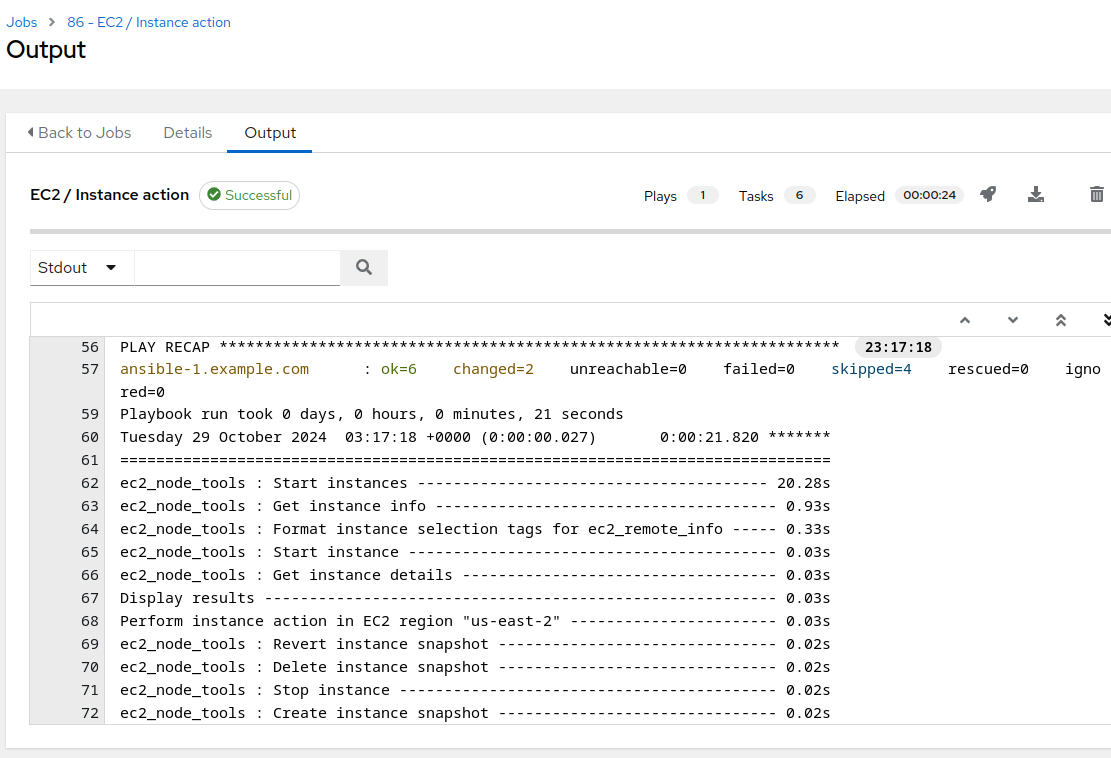 Jobs > 86 - EC2 / Instance action
Output
Back to Jobs Details Output
EC2 / Instance action Successful Plays 1 Tasks 6 Elapsed 00:00:24
Stdout
56 PLAY RECAP ********************************************************************* 23:17:18
57 ansible-1.example.com : ok=6 changed=2 unreachable=0 failed=0 skipped=4 rescued=0 igno
red=0
59 Playbook run took 0 days, 0 hours, 0 minutes, 21 seconds
60 Tuesday 29 October 2024 03:17:18 +0000 (0:00:00.027) 0:00:21.820 *******
61 ===============================================================================
62 ec2_node_tools : Start instances --------------------------------------- 20.28s
63 ec2_node_tools : Get instance info -------------------------------------- 0.93s
64 ec2_node_tools : Format instance selection tags for ec2_remote_info ----- 0.33s
65 ec2_node_tools : Start instance ----------------------------------------- 0.03s
66 ec2_node_tools : Get instance details ----------------------------------- 0.03s
67 Display results --------------------------------------------------------- 0.03s
68 Perform instance action in EC2 region "us-east-2" ----------------------- 0.03s
69 ec2_node_tools : Revert instance snapshot ------------------------------- 0.02s
70 ec2_node_tools : Delete instance snapshot ------------------------------- 0.02s
71 ec2_node_tools : Stop instance ------------------------------------------ 0.02s
72 ec2_node_tools : Create instance snapshot ------------------------------- 0.02s